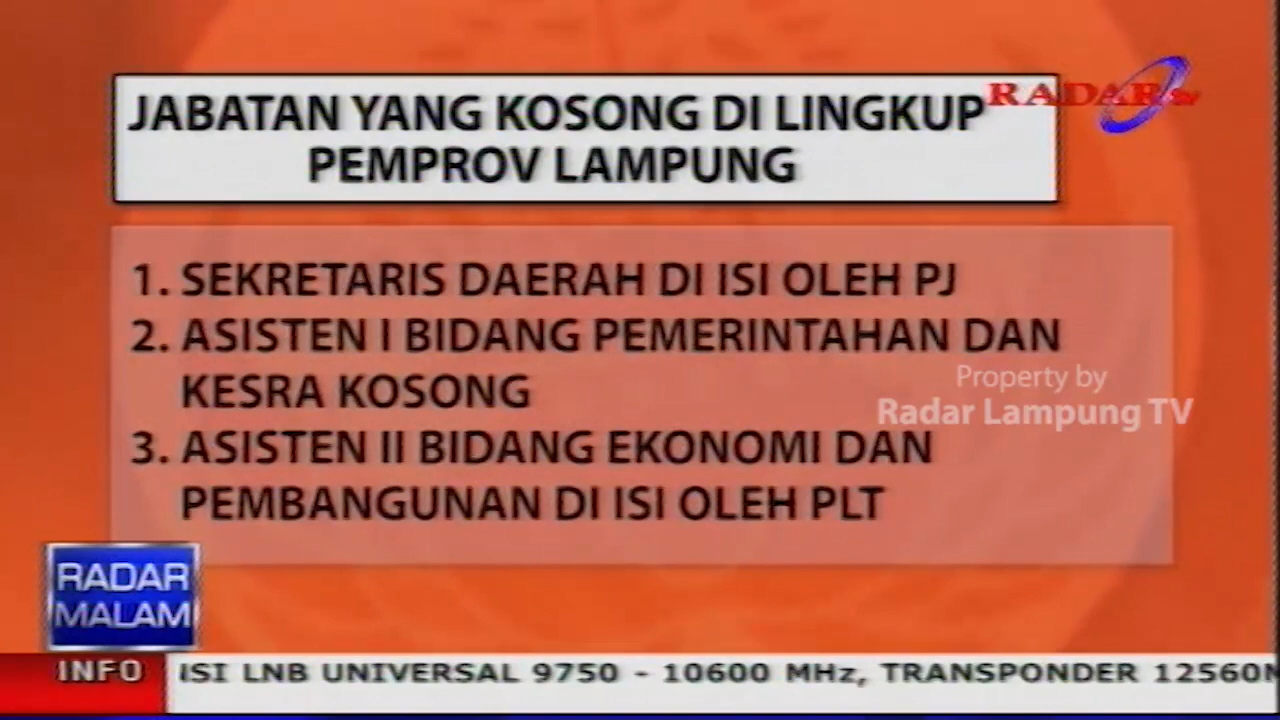 JABATAN YANG KOSONG DI LINGKUP
PEMPROV LAMPUNG
RADAR tv
1. SEKRETARIS DAERAH DI ISI OLEH PJ
2. ASISTEN I BIDANG PEMERINTAHAN DAN
KESRA KOSONG
Property by
Radar Lampung TV
3. ASISTEN II BIDANG EKONOMI DAN
PEMBANGUNAN DI ISI OLEH PLT
RADAR
MALAM
INFO
ISI LNB UNIVERSAL 9750 - 10600 MHz, TRANSPONDER 12560M